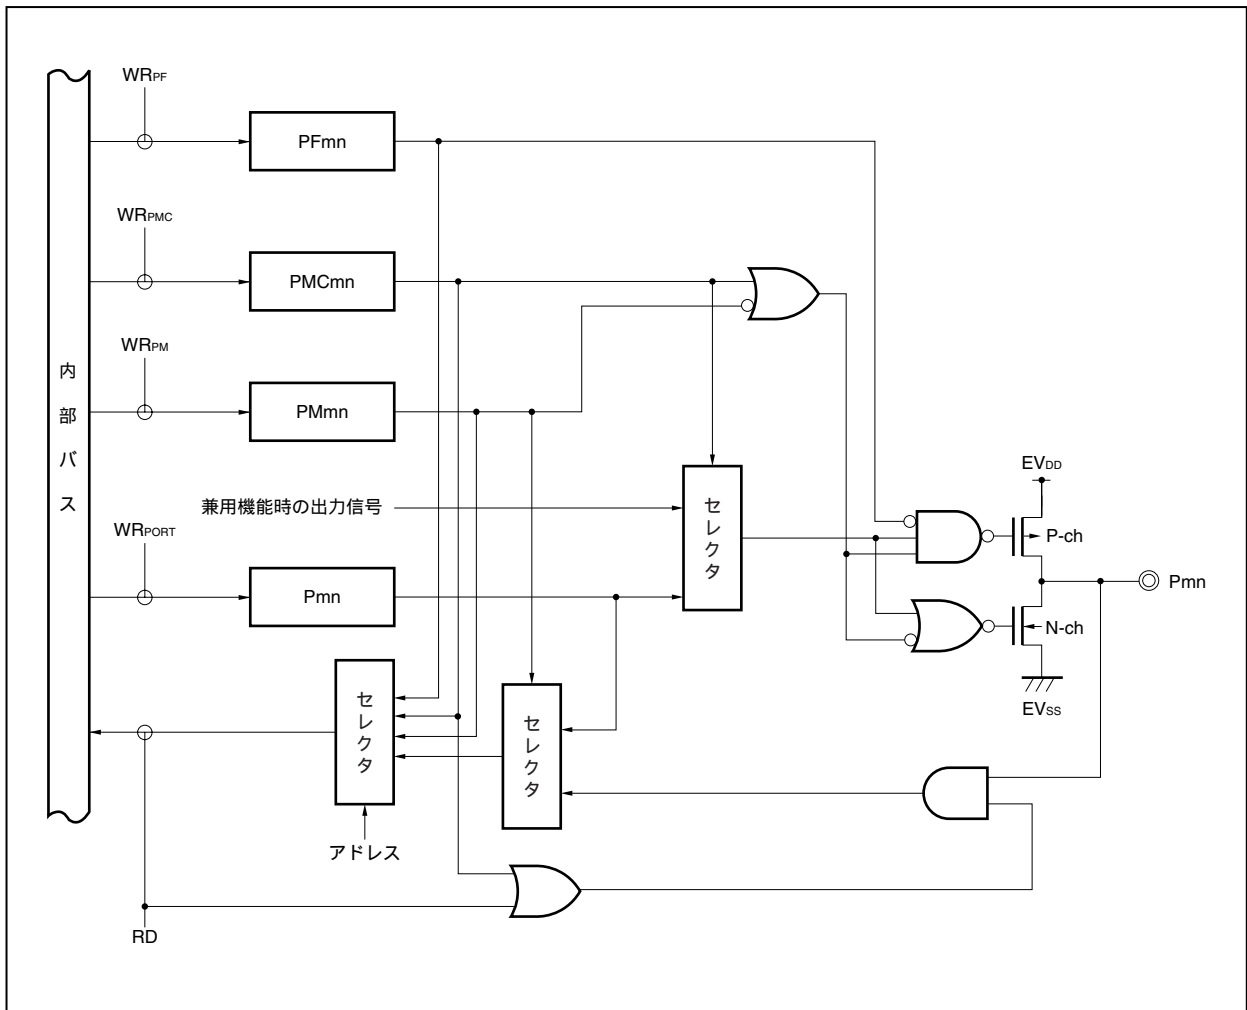 WRPF
PFmn
WRPMC
PMCmn
WRPM
PMmn
内部バス
兼用機能時の出力信号
WRPORT
Pmn
セレクタ
EVDD
P-ch
Pmn
N-ch
EVSS
セレクタ
セレクタ
アドレス
RD